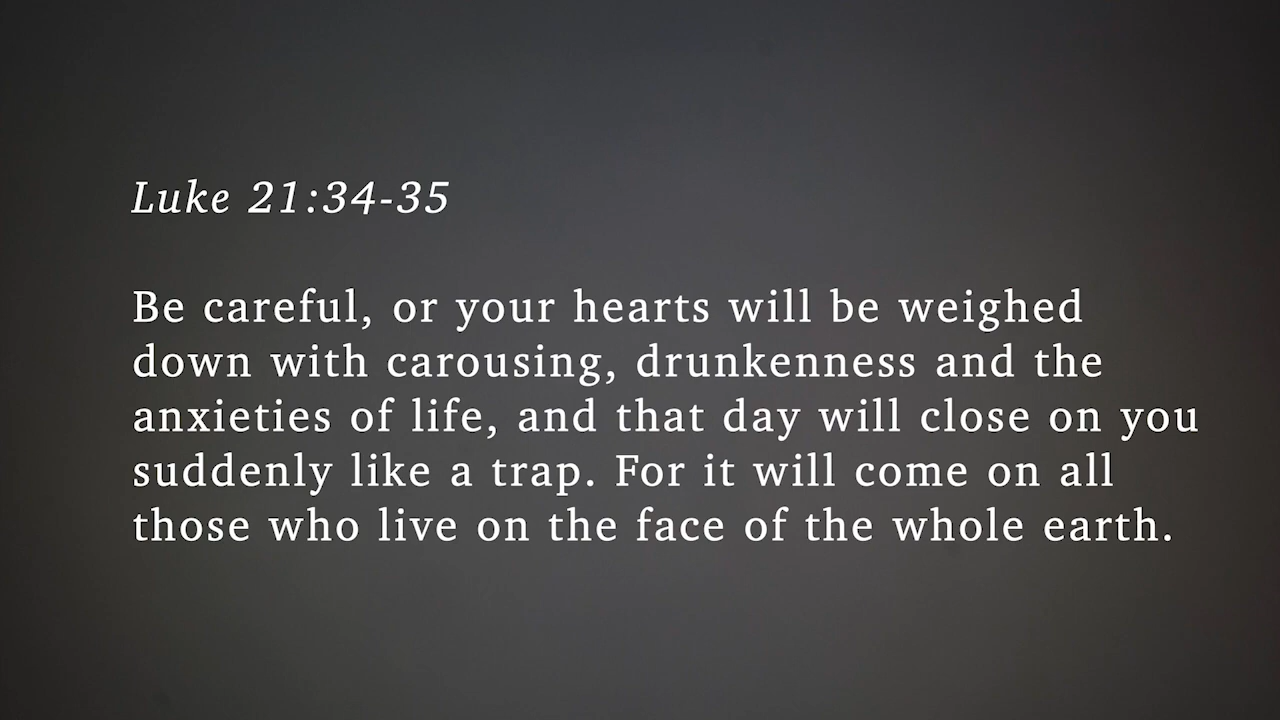 Luke 21:34-35
Be careful, or your hearts will be weighed
down with carousing, drunkenness and the
anxieties of life, and that day will close on you
suddenly like a trap. For it will come on all
those who live on the face of the whole earth.